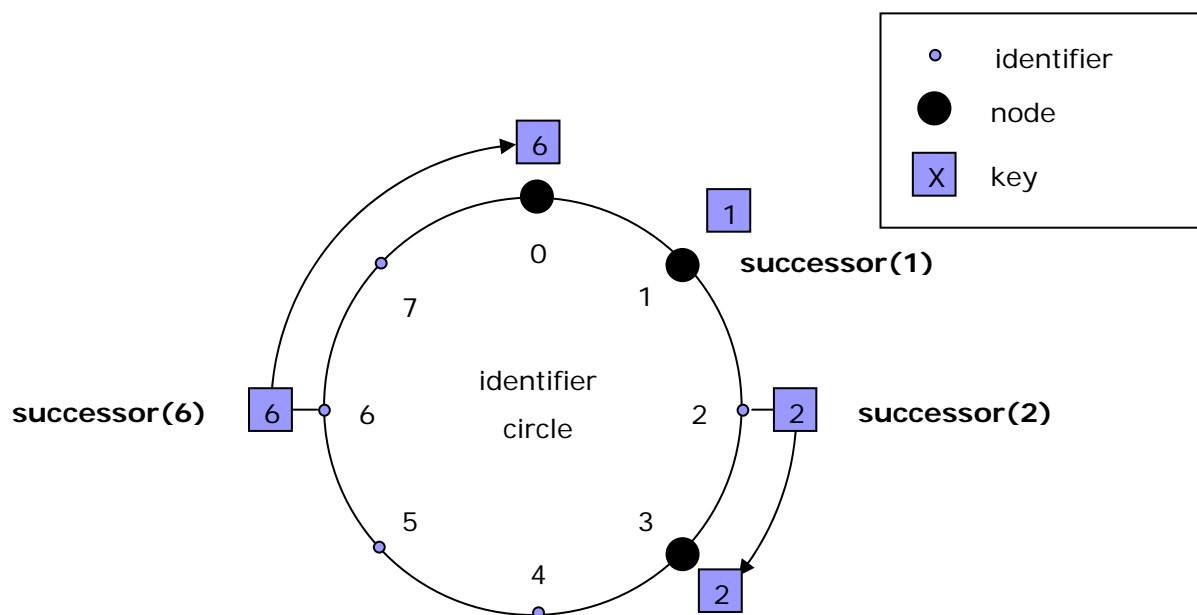 identifier
node
X key
6
1
0
successor(1)
1
7
identifier
circle
successor(6) 6 6
2 2 successor(2)
5
3
4
2